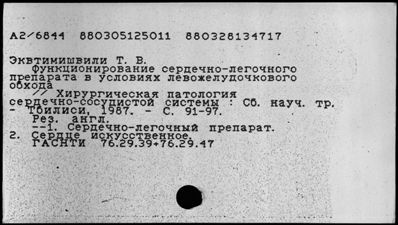 А2/6844 880305125011 880328134717
Эквтимишвили Т. В.
Функционирование сердечно-легочного
препарата в условиях левожелудочкового
обхода
// Хирургическая патология
сердечно-сосудистой системы : Сб. науч. тр.
- Тбилиси, 1987. - С. 91-97.
Рез. англ.
--1. Сердечно-легочный препарат.
2. Сердце искусственное.
ГАСНТИ 76.29.39+76.29.47